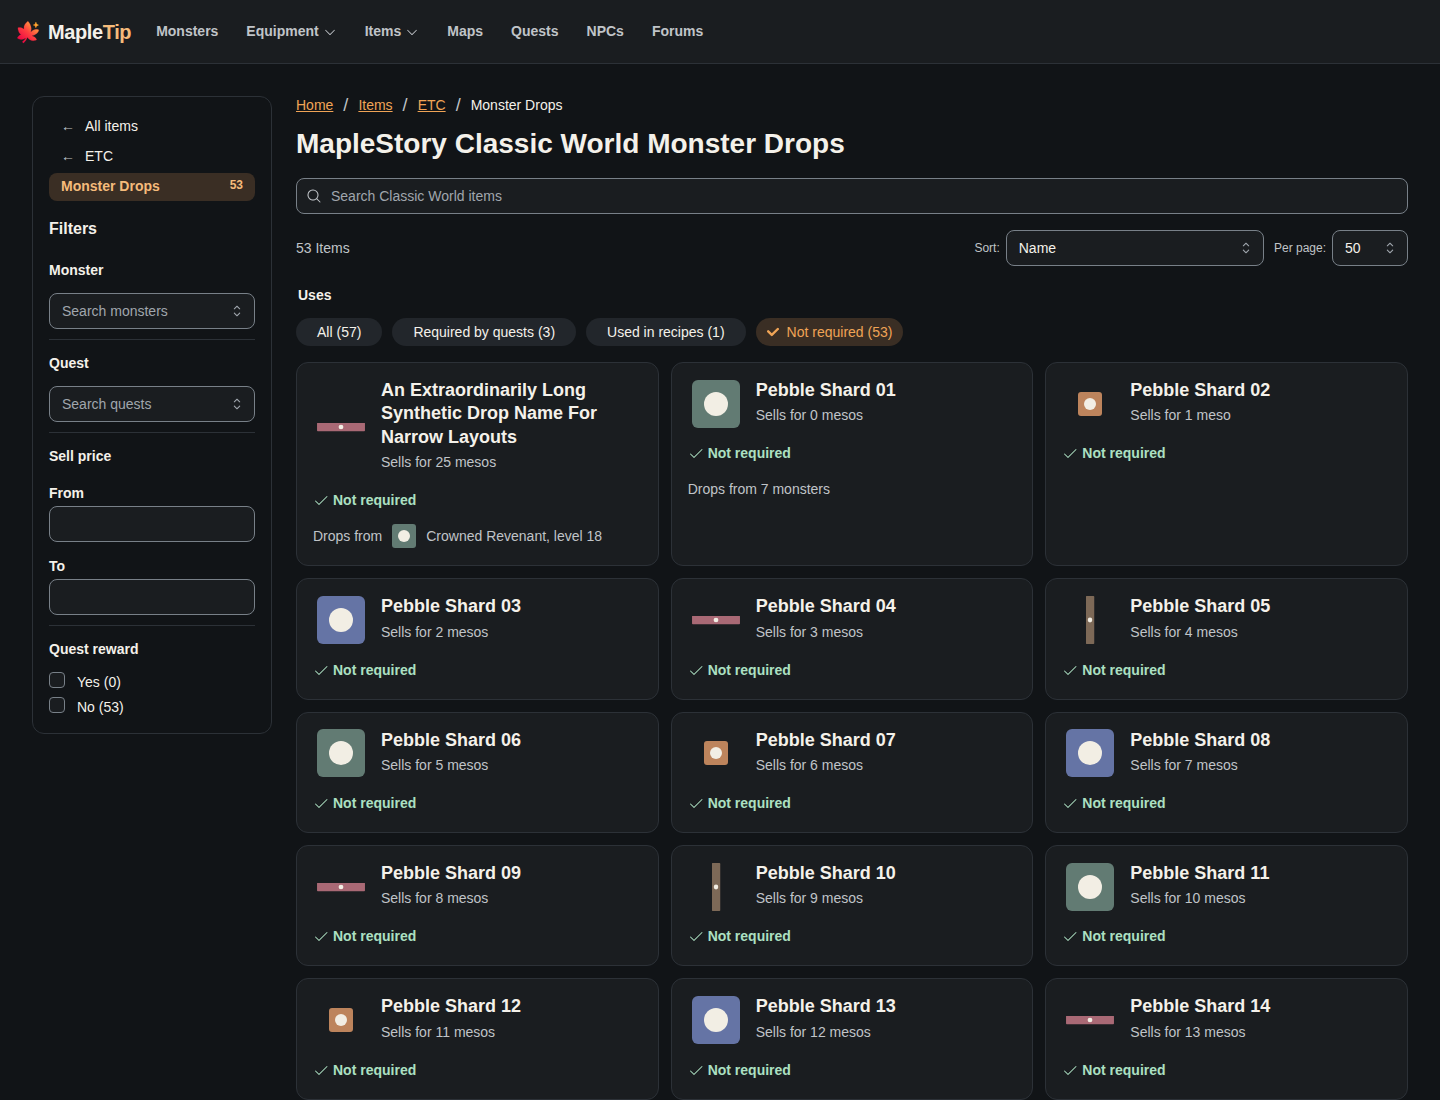 MapleTip
Monsters
Equipment
Items
Maps
Quests
NPCs
Forums
← All items
← ETC
Monster Drops 53
Filters
Monster
Search monsters
Quest
Search quests
Sell price
From
To
Quest reward
Yes (0)
No (53)
Home / Items / ETC / Monster Drops
MapleStory Classic World Monster Drops
Search Classic World items
53 Items
Sort: Name
Per page: 50
Uses
All (57)
Required by quests (3)
Used in recipes (1)
Not required (53)
An Extraordinarily Long
Synthetic Drop Name For
Narrow Layouts
Sells for 25 mesos
Not required
Drops from Crowned Revenant, level 18
Pebble Shard 01
Sells for 0 mesos
Not required
Drops from 7 monsters
Pebble Shard 02
Sells for 1 meso
Not required
Pebble Shard 03
Sells for 2 mesos
Not required
Pebble Shard 04
Sells for 3 mesos
Not required
Pebble Shard 05
Sells for 4 mesos
Not required
Pebble Shard 06
Sells for 5 mesos
Not required
Pebble Shard 07
Sells for 6 mesos
Not required
Pebble Shard 08
Sells for 7 mesos
Not required
Pebble Shard 09
Sells for 8 mesos
Not required
Pebble Shard 10
Sells for 9 mesos
Not required
Pebble Shard 11
Sells for 10 mesos
Not required
Pebble Shard 12
Sells for 11 mesos
Not required
Pebble Shard 13
Sells for 12 mesos
Not required
Pebble Shard 14
Sells for 13 mesos
Not required